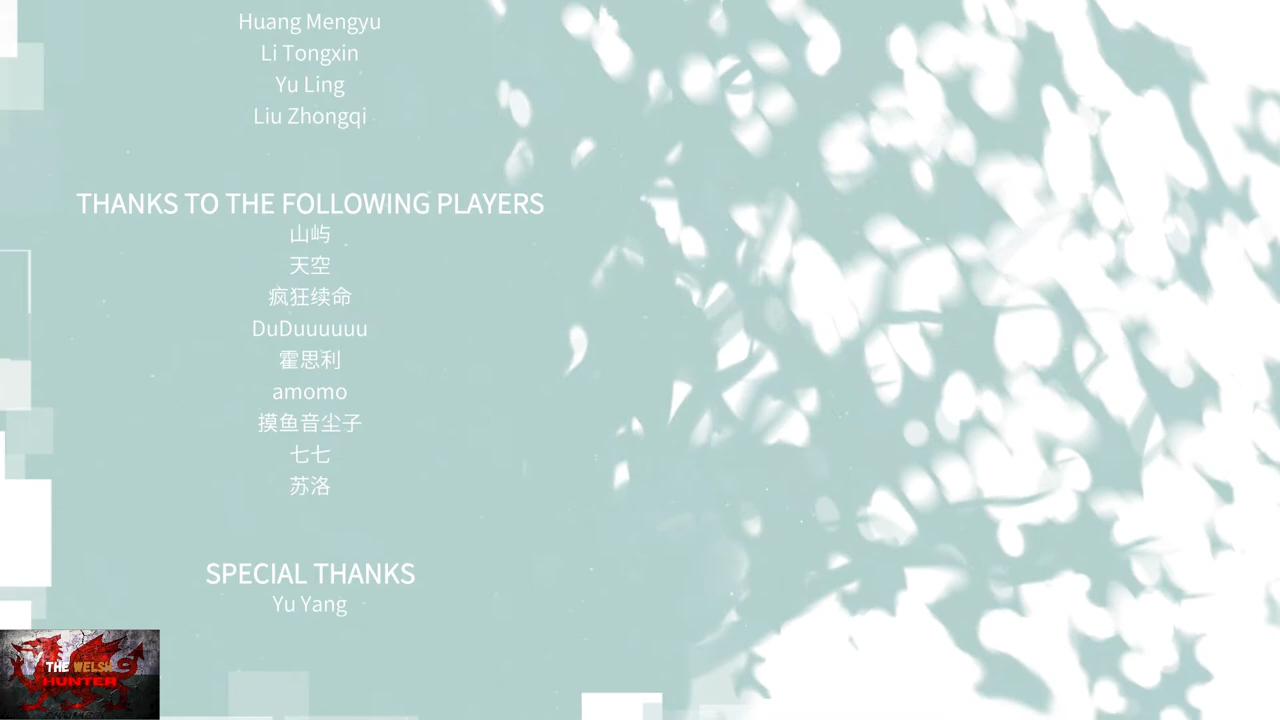 Huang Mengyu
Li Tongxin
Yu Ling
Liu Zhongqi
THANKS TO THE FOLLOWING PLAYERS
山屿
天空
疯狂续命
DuDuuuuuu
霍思利
amomo
摸鱼音尘子
七七
苏洛
SPECIAL THANKS
Yu Yang
THE WELSH
HUNTER